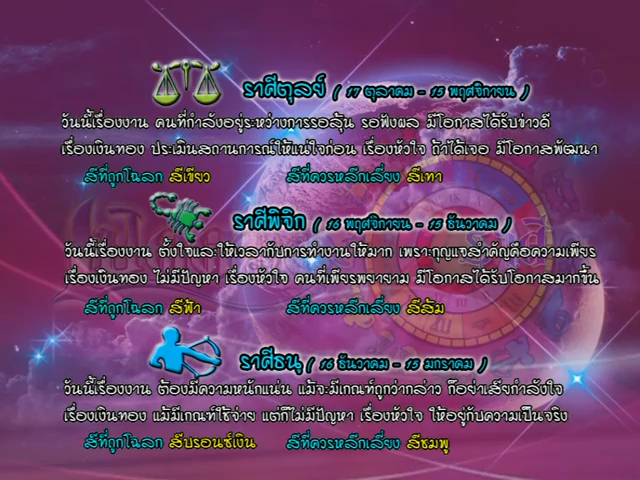 ราศีตุลย์ ( 17 ตุลาคม - 15 พฤศจิกายน )
วันนี้เรื่องงาน คนที่กำลังอยู่ระหว่างการรอลุ้น รอฟังผล มีโอกาสได้รับข่าวดี
เรื่องเงินทอง ประเมินสถานการณ์ให้แน่ใจก่อน เรื่องหัวใจ ถ้าได้เจอ มีโอกาสพัฒนา
สีที่ถูกโฉลก สีเขียว สีที่ควรหลีกเลี่ยง สีเทา
ราศีพิจิก ( 16 พฤศจิกายน - 15 ธันวาคม )
วันนี้เรื่องงาน ตั้งใจและให้เวลากับการทำงานให้มาก เพราะกุญแจสำคัญคือความเพียร
เรื่องเงินทอง ไม่มีปัญหา เรื่องหัวใจ คนที่เพียรพยายาม มีโอกาสได้รับโอกาสมากขึ้น
สีที่ถูกโฉลก สีฟ้า สีที่ควรหลีกเลี่ยง สีส้ม
ราศีธนู ( 16 ธันวาคม - 15 มกราคม )
วันนี้เรื่องงาน ต้องมีความหนักแน่น แม้จะมีเกณฑ์ถูกว่ากล่าว ก็อย่าเสียกำลังใจ
เรื่องเงินทอง แม้มีเกณฑ์ใช้จ่าย แต่ก็ไม่มีปัญหา เรื่องหัวใจ ให้อยู่กับความเป็นจริง
สีที่ถูกโฉลก สีบรอนซ์เงิน สีที่ควรหลีกเลี่ยง สีชมพู